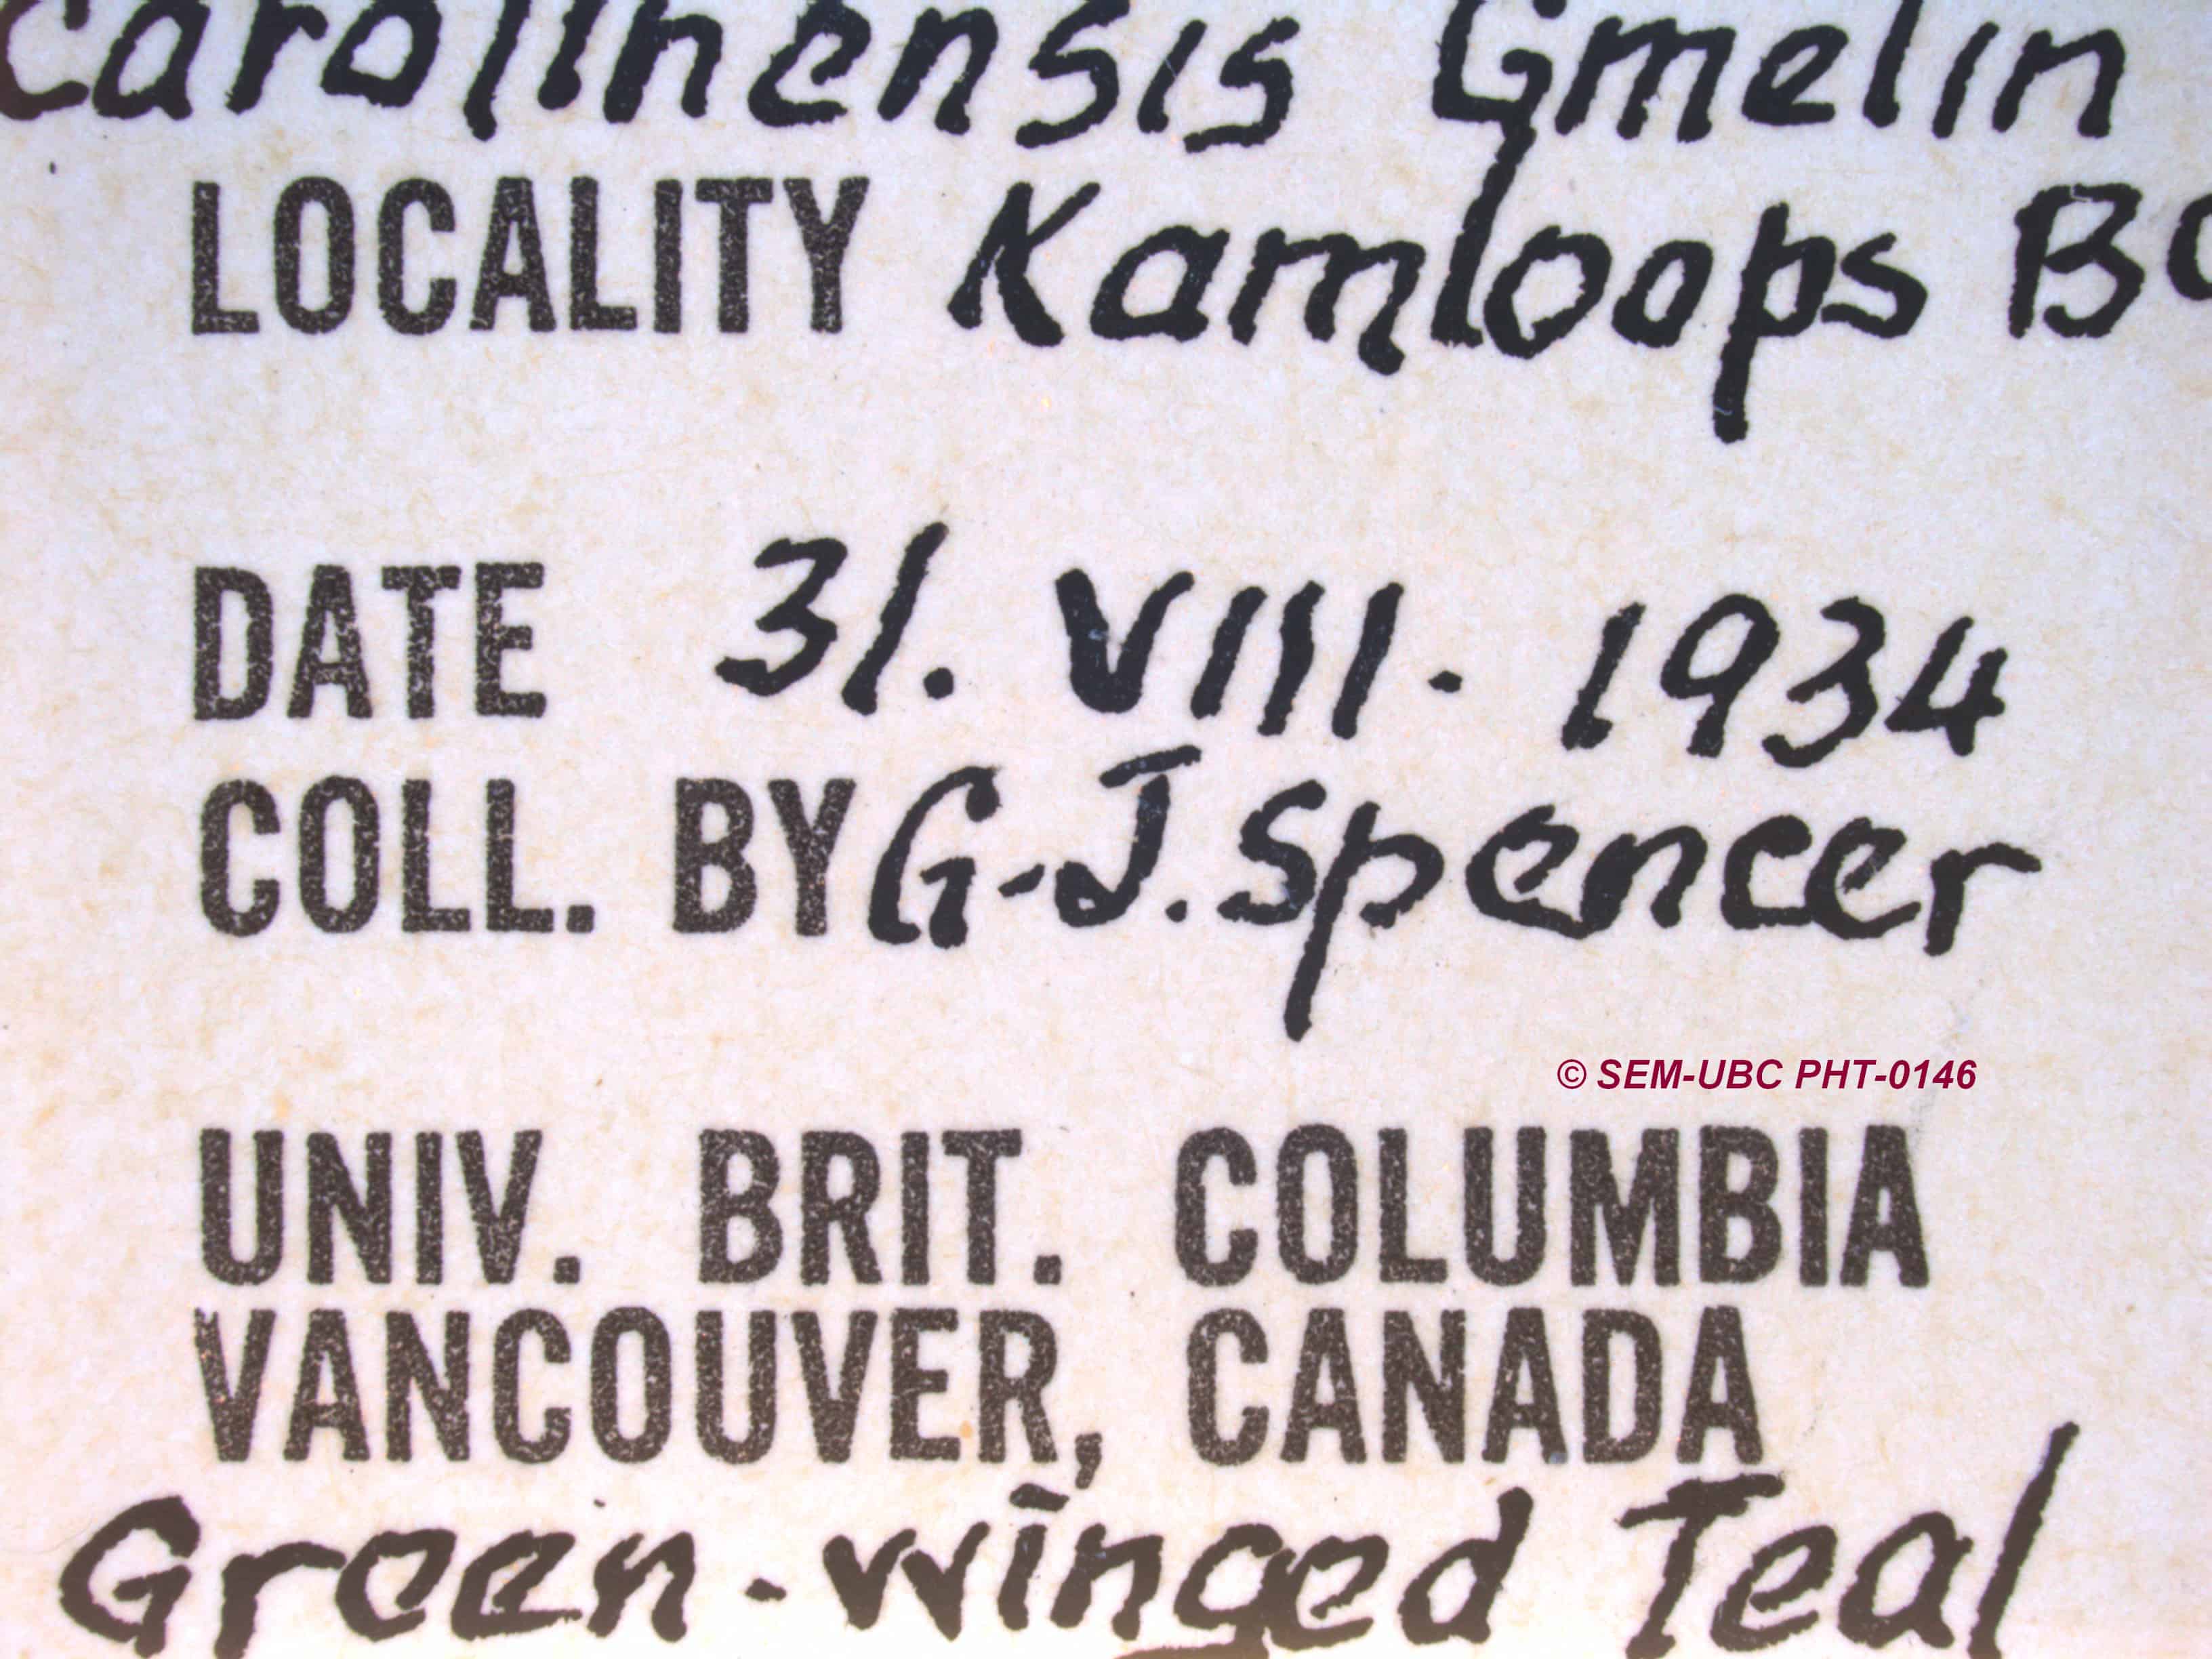 carolinensis Gmelin
LOCALITY Kamloops BC
DATE 31. VIII. 1934
COLL. BY G-J. Spencer
© SEM-UBC PHT-0146
UNIV. BRIT. COLUMBIA
VANCOUVER, CANADA
Green-winged Teal